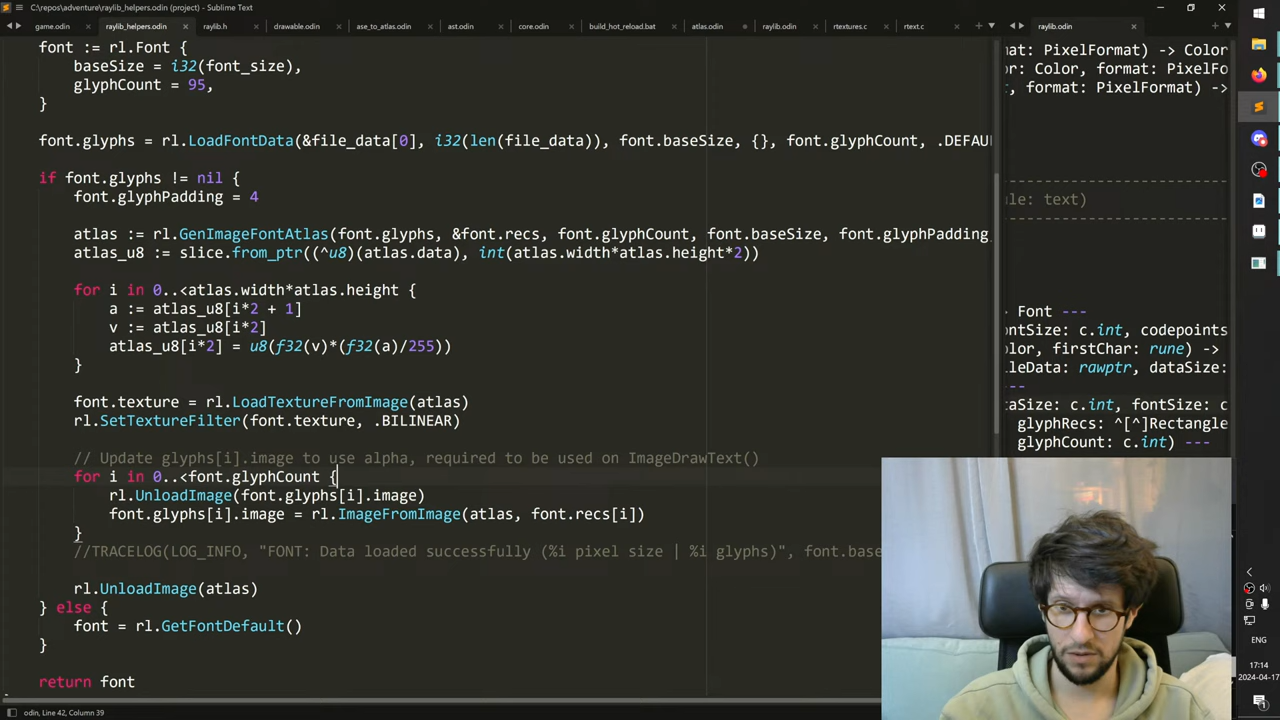 C:\repos\adventure\raylib_helpers.odin (project) - Sublime Text
game.odin
raylib_helpers.odin
raylib.h
drawable.odin
ase_to_atlas.odin
ast.odin
core.odin
build_hot_reload.bat
atlas.odin
raylib.odin
rtextures.c
rtext.c
raylib.odin
font := rl.Font {
baseSize = i32(font_size),
glyphCount = 95,
}
font.glyphs = rl.LoadFontData(&file_data[0], i32(len(file_data)), font.baseSize, {}, font.glyphCount, .DEFAU
if font.glyphs != nil {
font.glyphPadding = 4
atlas := rl.GenImageFontAtlas(font.glyphs, &font.recs, font.glyphCount, font.baseSize, font.glyphPadding
atlas_u8 := slice.from_ptr((^u8)(atlas.data), int(atlas.width*atlas.height*2))
for i in 0..<atlas.width*atlas.height {
a := atlas_u8[i*2 + 1]
v := atlas_u8[i*2]
atlas_u8[i*2] = u8(f32(v)*(f32(a)/255))
}
font.texture = rl.LoadTextureFromImage(atlas)
rl.SetTextureFilter(font.texture, .BILINEAR)
// Update glyphs[i].image to use alpha, required to be used on ImageDrawText()
for i in 0..<font.glyphCount {
rl.UnloadImage(font.glyphs[i].image)
font.glyphs[i].image = rl.ImageFromImage(atlas, font.recs[i])
}
//TRACELOG(LOG_INFO, "FONT: Data loaded successfully (%i pixel size | %i glyphs)", font.base
rl.UnloadImage(atlas)
} else {
font = rl.GetFontDefault()
}
return font
mat: PixelFormat) -> Color
or: Color, format: PixelFo
, format: PixelFormat) ->
ule: text)
> Font ---
ontSize: c.int, codepoints
olor, firstChar: rune) ->
leData: rawptr, dataSize:
---
taSize: c.int, fontSize: c
glyphRecs: ^[^]Rectangle
glyphCount: c.int) ---
odin, Line 42, Column 39
ENG
17:14
2024-04-17